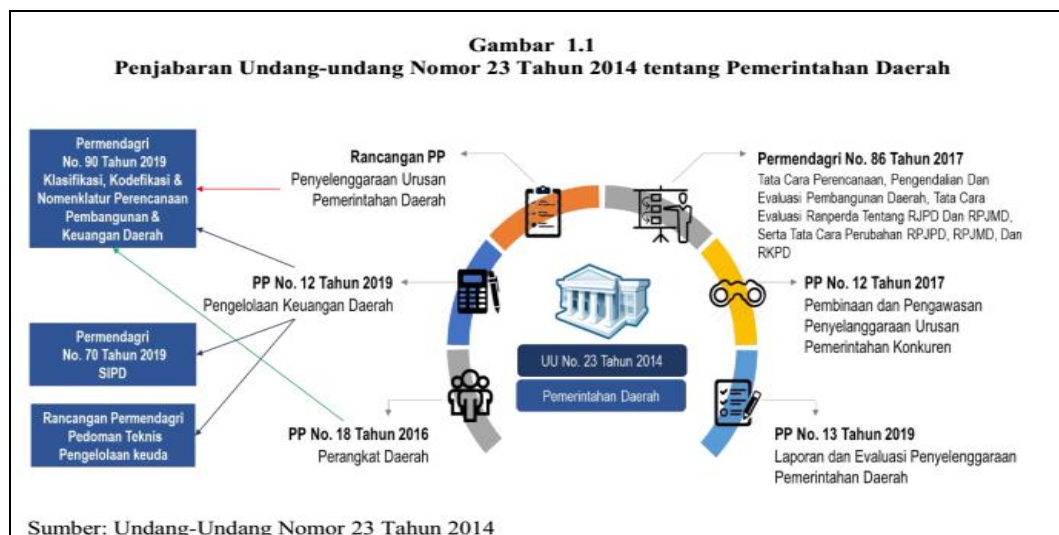 Gambar 1.1
Penjabaran Undang-undang Nomor 23 Tahun 2014 tentang Pemerintahan Daerah
Permendagri
No. 90 Tahun 2019
Klasifikasi, Kodefikasi &
Nomenklatur Perencanaan
Pembangunan &
Keuangan Daerah
Permendagri
No. 70 Tahun 2019
SIPD
Rancangan Permendagri
Pedoman Teknis
Pengelolaan keuda
Rancangan PP
Penyelenggaraan Urusan
Pemerintahan Daerah
PP No. 12 Tahun 2019
Pengelolaan Keuangan Daerah
PP No. 18 Tahun 2016
Perangkat Daerah
UU No. 23 Tahun 2014
Pemerintahan Daerah
Permendagri No. 86 Tahun 2017
Tata Cara Perencanaan, Pengendalian Dan
Evaluasi Pembangunan Daerah, Tata Cara
Evaluasi Ranperda Tentang RJPD Dan RPJMD,
Serta Tata Cara Perubahan RPJPD, RPJMD, Dan
RKPD
PP No. 12 Tahun 2017
Pembinaan dan Pengawasan
Penyelanggaraan Urusan
Pemerintahan Konkuren
PP No. 13 Tahun 2019
Laporan dan Evaluasi Penyelenggaraan
Pemerintahan Daerah
Sumber: Undang-Undang Nomor 23 Tahun 2014